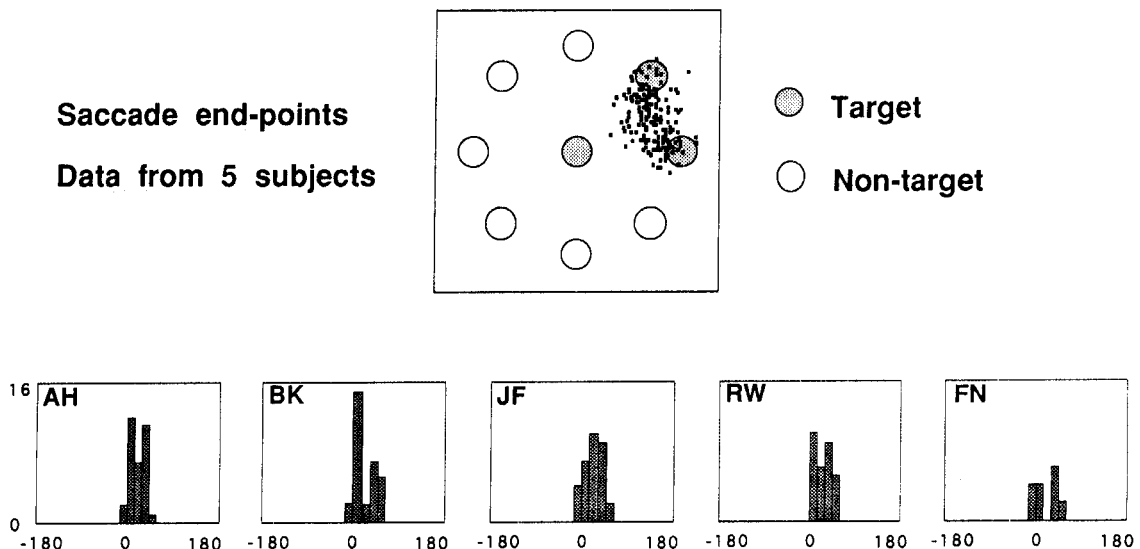 Saccade end-points
Data from 5 subjects
Target
Non-target
16
0
AH
BK
JF
RW
FN
-180 0 180
-180 0 180
-180 0 180
-180 0 180
-180 0 180